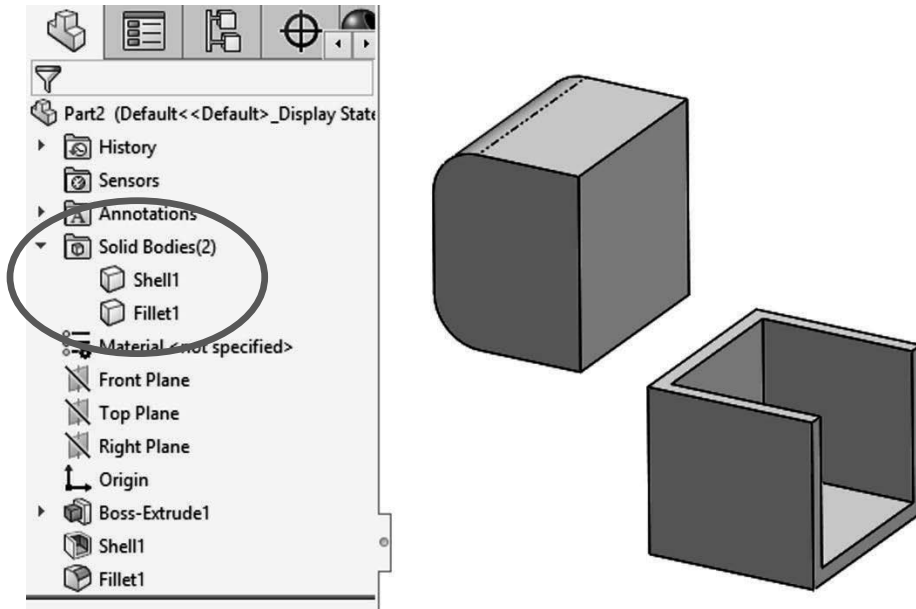 Part2 (Default<<Default>_Display State
History
Sensors
A Annotations
Solid Bodies(2)
Shell1
Fillet1
Material <not specified>
Front Plane
Top Plane
Right Plane
Origin
Boss-Extrude1
Shell1
Fillet1